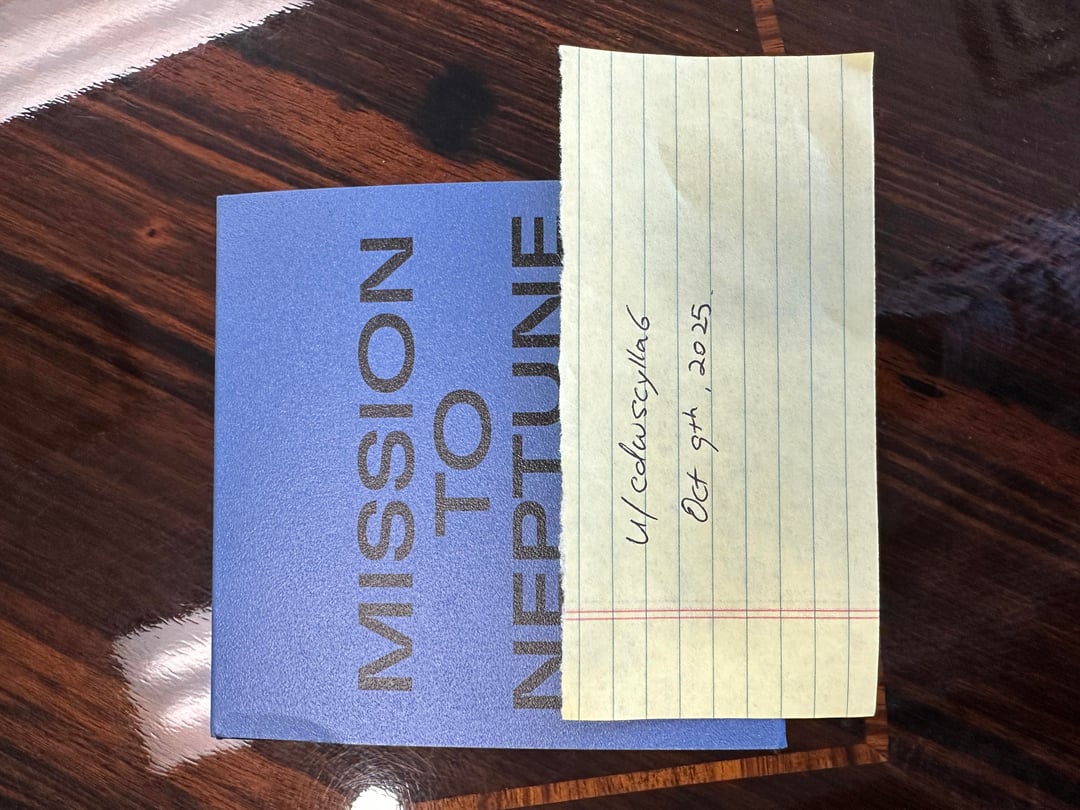 MISSION
TO
NEPTUNE
u/cdwscylla6
Oct 9th, 2025.